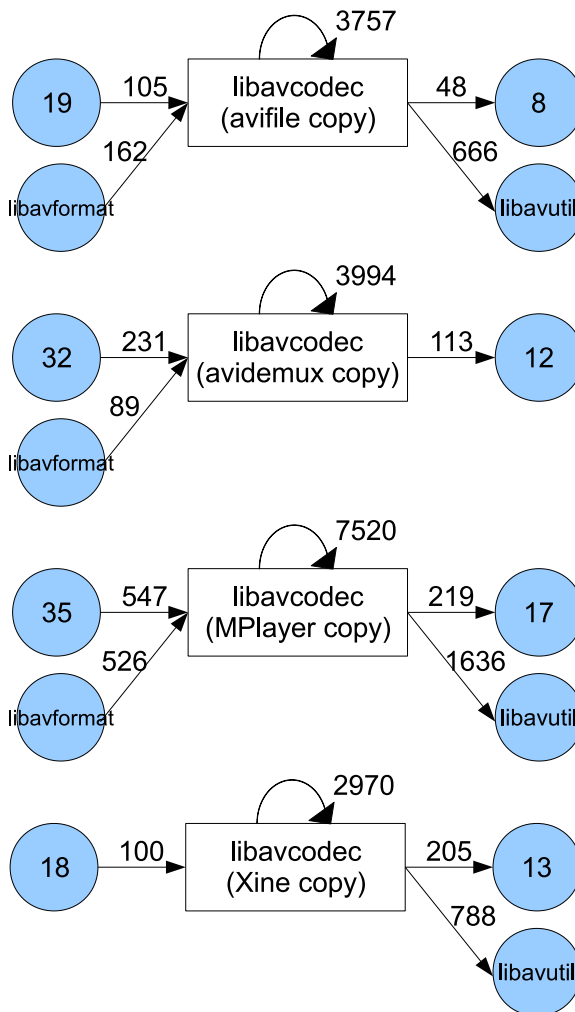 3757
19
105
libavcodec
(avifile copy)
48
8
libavformat
162
666
libavutil
3994
32
231
libavcodec
(avidemux copy)
113
12
libavformat
89
7520
35
547
libavcodec
(MPlayer copy)
219
17
libavformat
526
1636
libavutil
2970
18
100
libavcodec
(Xine copy)
205
13
788
libavutil